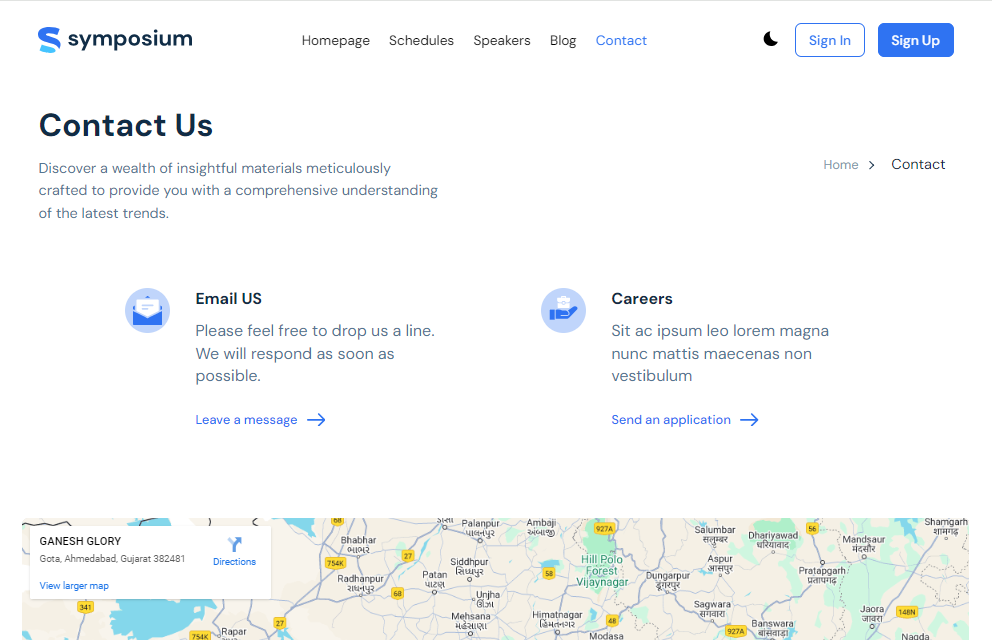 symposium
Homepage Schedules Speakers Blog Contact
Sign In
Sign Up
Contact Us
Discover a wealth of insightful materials meticulously
crafted to provide you with a comprehensive understanding
of the latest trends.
Home > Contact
Email US
Please feel free to drop us a line.
We will respond as soon as
possible.
Leave a message →
Careers
Sit ac ipsum leo lorem magna
nunc mattis maecenas non
vestibulum
Send an application →
GANESH GLORY
Gota, Ahmedabad, Gujarat 382481
Directions
View larger map
68
Palanpur
પાલનપુર
Ambaji
અંબાજી
927A
Salumbar
सलूम्बर
56
Dhariyawad
धरियावद
Mandsaur
मंदसौर
Shamgarh
शामगढ़
Bhabhar
ભાભર
27
754K
Siddhpur
સિધ્ધપુર
58
Hill Polo
Forest
Vijaynagar
Aspur
आसपुर
Pratapgarh
प्रतापगढ़
Radhanpur
રાધનપુર
Patan
પાટણ
Dungarpur
डूंगरपुर
68
Unjha
ઊંઝા
341
Sagwara
सागवाड़ा
Mehsana
મહેસાણા
Himatnagar
હિંમતનગર
48
Jaora
जावरा
148N
27
Rapar
રાપર
754K
Modasa
927A
Banswara
बांसवाड़ा
Nagda